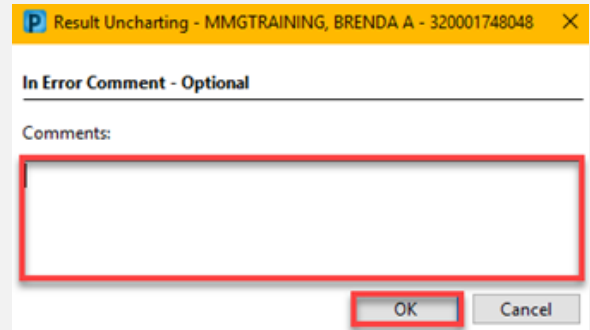 Result Uncharting - MMGTRAINING, BRENDA A - 320001748048
In Error Comment - Optional
Comments:
OK Cancel